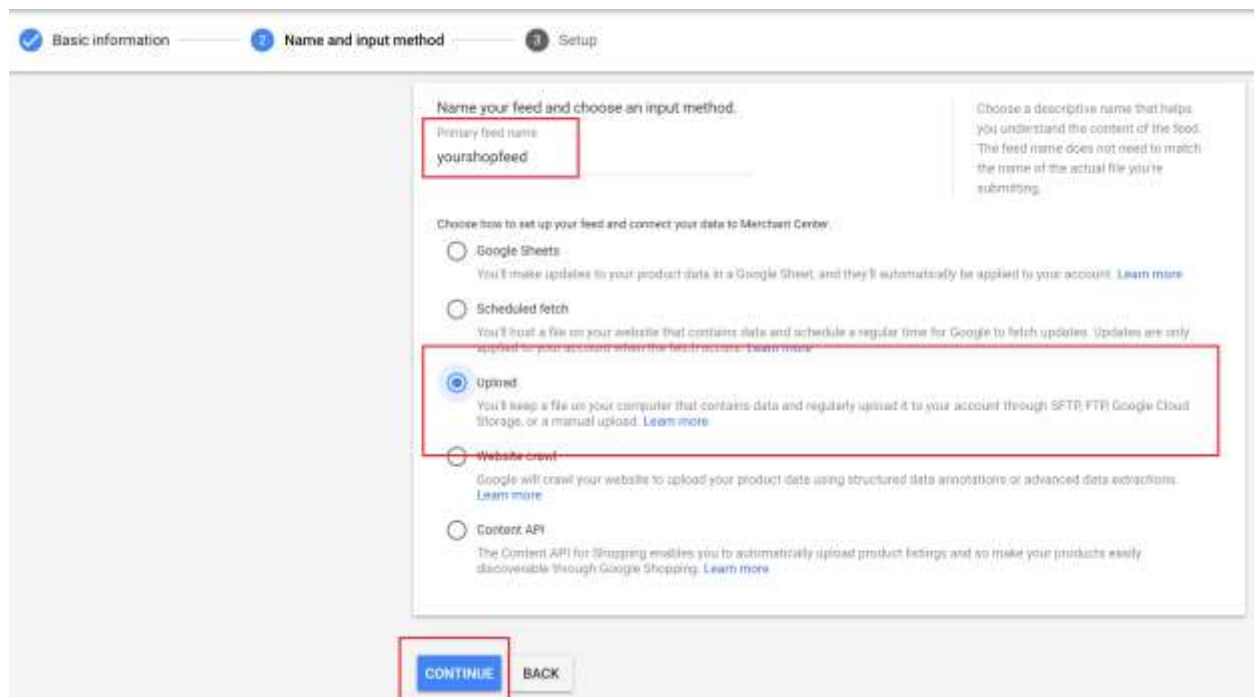 Basic information
2 Name and input method
3 Setup
Name your feed and choose an input method.
Primary feed name
yourshopfeed
Choose a descriptive name that helps
you understand the content of the feed.
The feed name does not need to match
the name of the actual file you're
submitting.
Choose how to set up your feed and connect your data to Merchant Center.
Google Sheets
You'll make updates to your product data in a Google Sheet, and they'll automatically be applied to your account. Learn more
Scheduled fetch
You'll host a file on your website that contains data and schedule a regular time for Google to fetch updates. Updates are only
applied to your account when the fetch occurs. Learn more
Upload
You'll keep a file on your computer that contains data and regularly upload it to your account through SFTP, FTP, Google Cloud
Storage, or a manual upload. Learn more
Website crawl
Google will crawl your website to upload your product data using structured data annotations or advanced data extractions.
Learn more
Content API
The Content API for Shopping enables you to automatically upload product listings and so make your products easily
discoverable through Google Shopping. Learn more
CONTINUE BACK